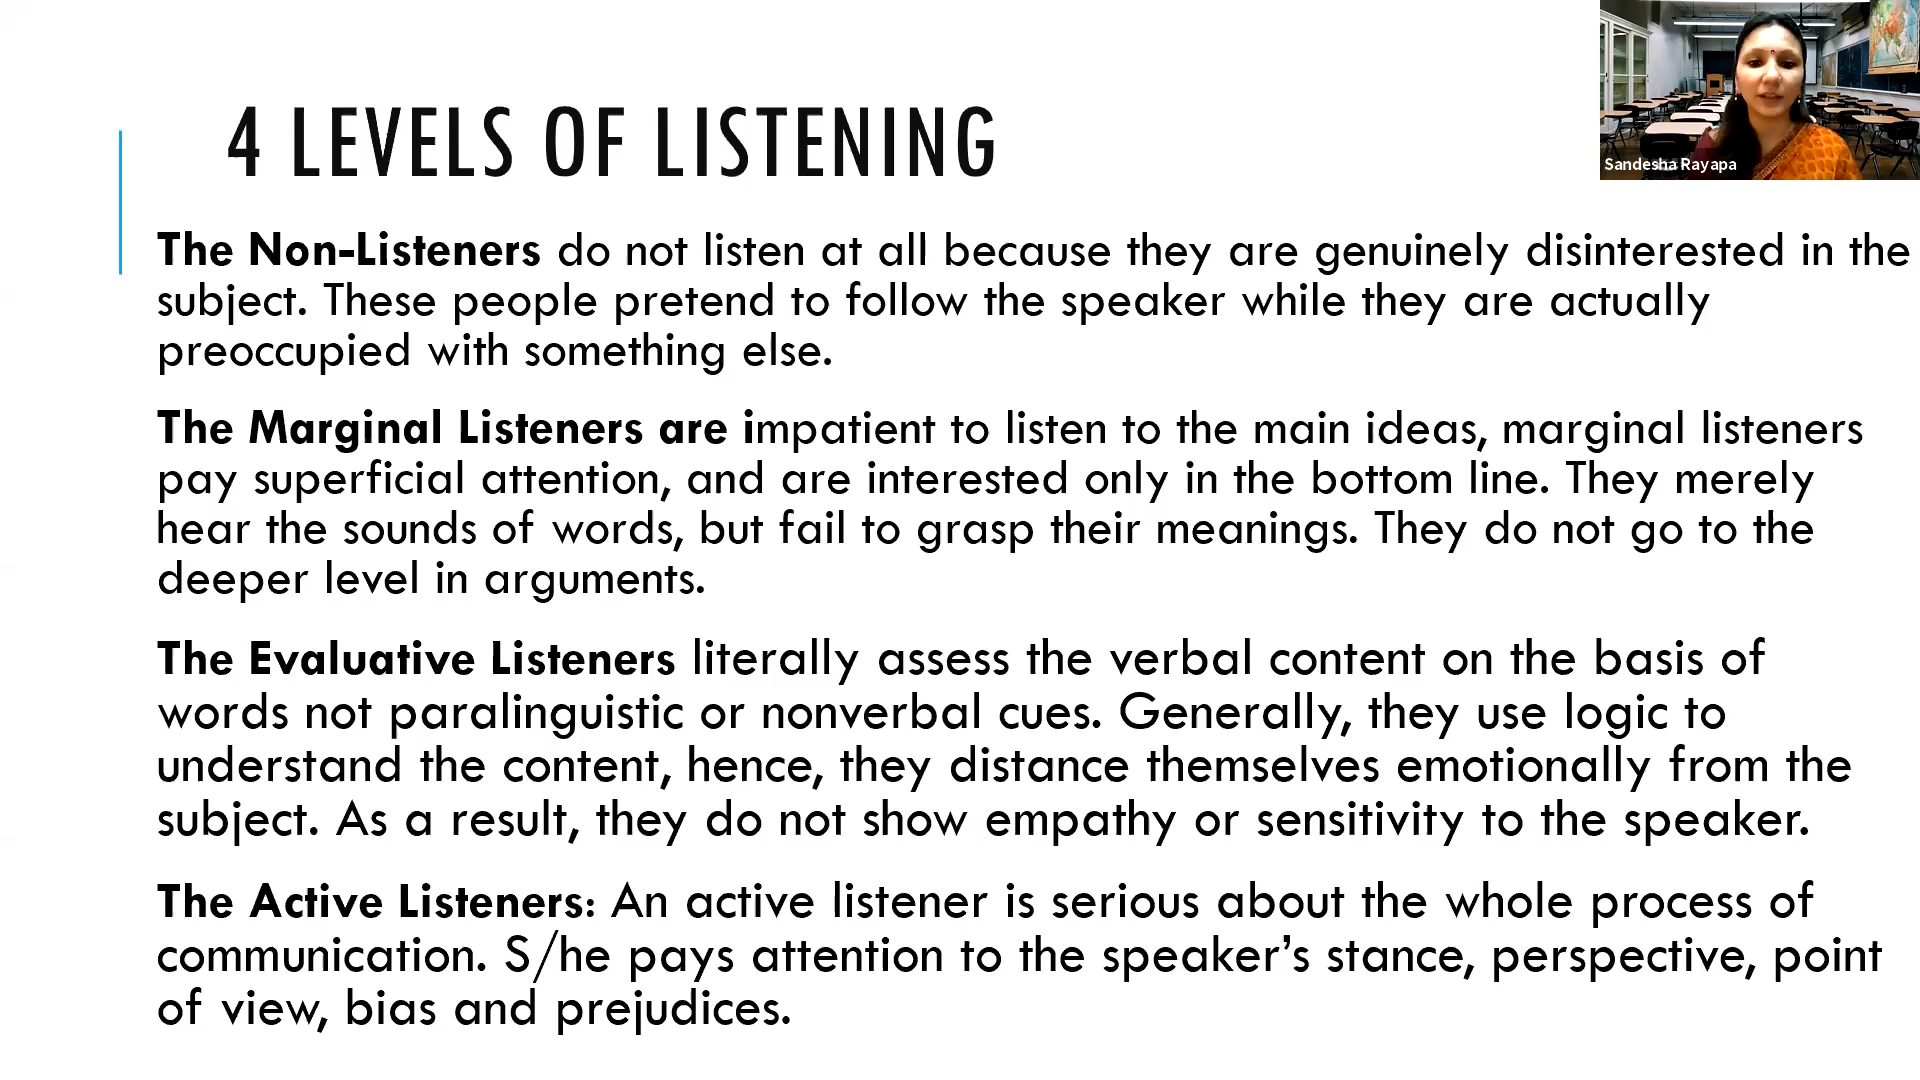 4 LEVELS OF LISTENING
Sandesha Rayapa
The Non-Listeners do not listen at all because they are genuinely disinterested in the
subject. These people pretend to follow the speaker while they are actually
preoccupied with something else.
The Marginal Listeners are impatient to listen to the main ideas, marginal listeners
pay superficial attention, and are interested only in the bottom line. They merely
hear the sounds of words, but fail to grasp their meanings. They do not go to the
deeper level in arguments.
The Evaluative Listeners literally assess the verbal content on the basis of
words not paralinguistic or nonverbal cues. Generally, they use logic to
understand the content, hence, they distance themselves emotionally from the
subject. As a result, they do not show empathy or sensitivity to the speaker.
The Active Listeners: An active listener is serious about the whole process of
communication. S/he pays attention to the speaker’s stance, perspective, point
of view, bias and prejudices.